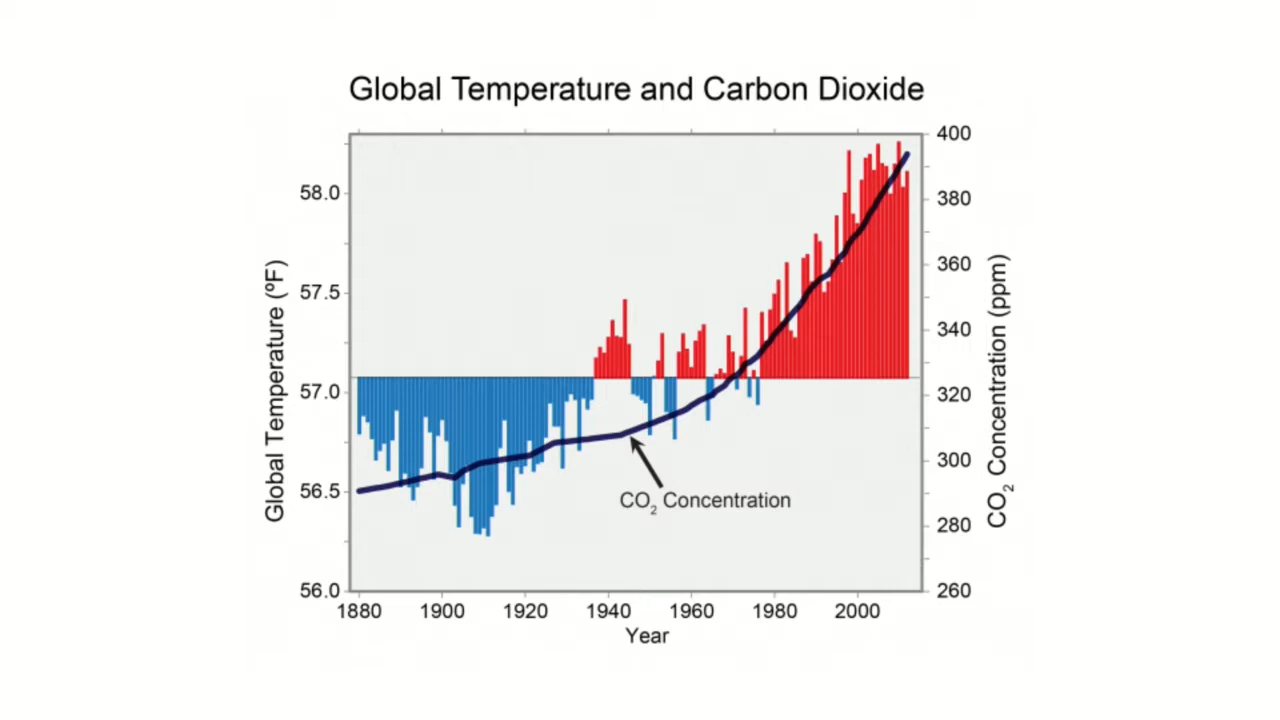 Global Temperature and Carbon Dioxide
Global Temperature (ºF)
58.0
57.5
57.0
56.5
56.0
400
380
360
340
320
300
280
260
CO₂ Concentration (ppm)
CO₂ Concentration
1880 1900 1920 1940 1960 1980 2000
Year